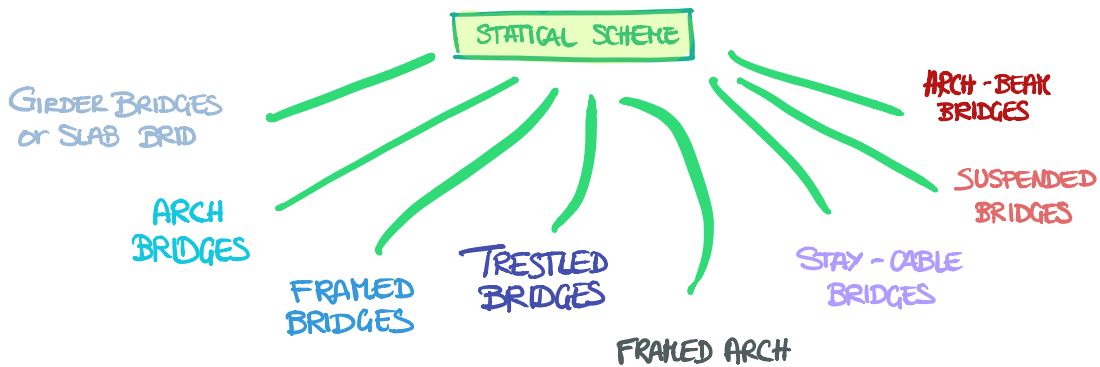 STATICAL SCHEME
GIRDER BRIDGES
or SLAB BRID
ARCH
BRIDGES
FRAMED
BRIDGES
TRESTLED
BRIDGES
FRAMED ARCH
STAY - CABLE
BRIDGES
SUSPENDED
BRIDGES
ARCH - BEAM
BRIDGES